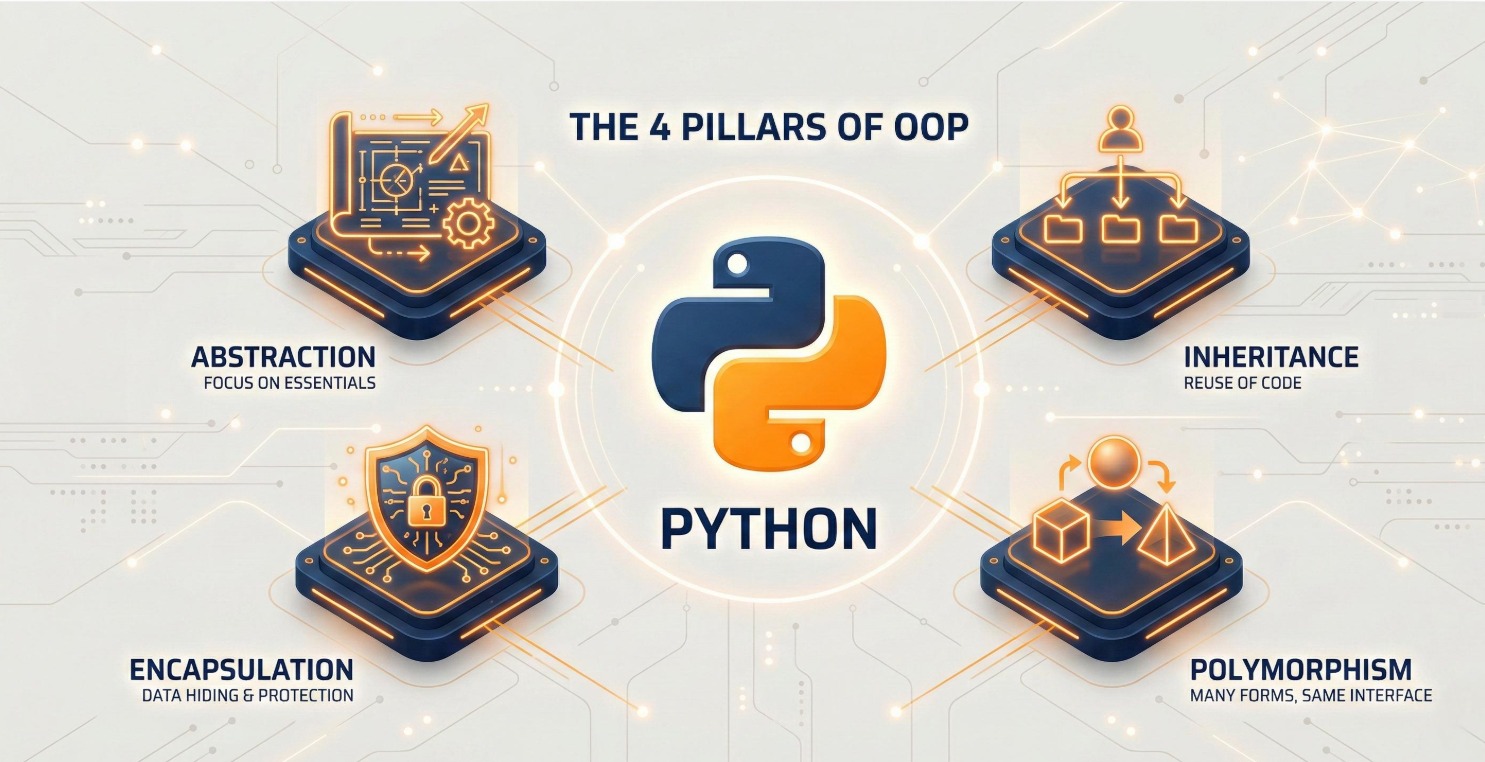 THE 4 PILLARS OF OOP
ABSTRACTION
FOCUS ON ESSENTIALS
INHERITANCE
REUSE OF CODE
PYTHON
ENCAPSULATION
DATA HIDING & PROTECTION
POLYMORPHISM
MANY FORMS, SAME INTERFACE